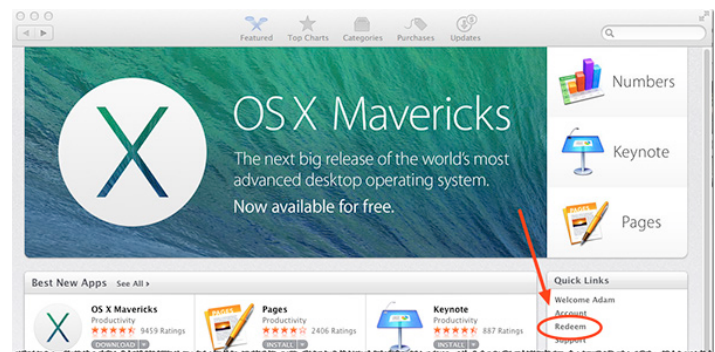 Featured Top Charts Categories Purchases Updates
OS X Mavericks
The next big release of the world's most
advanced desktop operating system.
Now available for free.
Numbers
Keynote
Pages
Best New Apps See All ›
OS X Mavericks
Productivity
9459 Ratings
DOWNLOAD
PAGES
Pages
Productivity
2406 Ratings
INSTALL
Keynote
Productivity
887 Ratings
INSTALL
Quick Links
Welcome Adam
Account
Redeem
Support